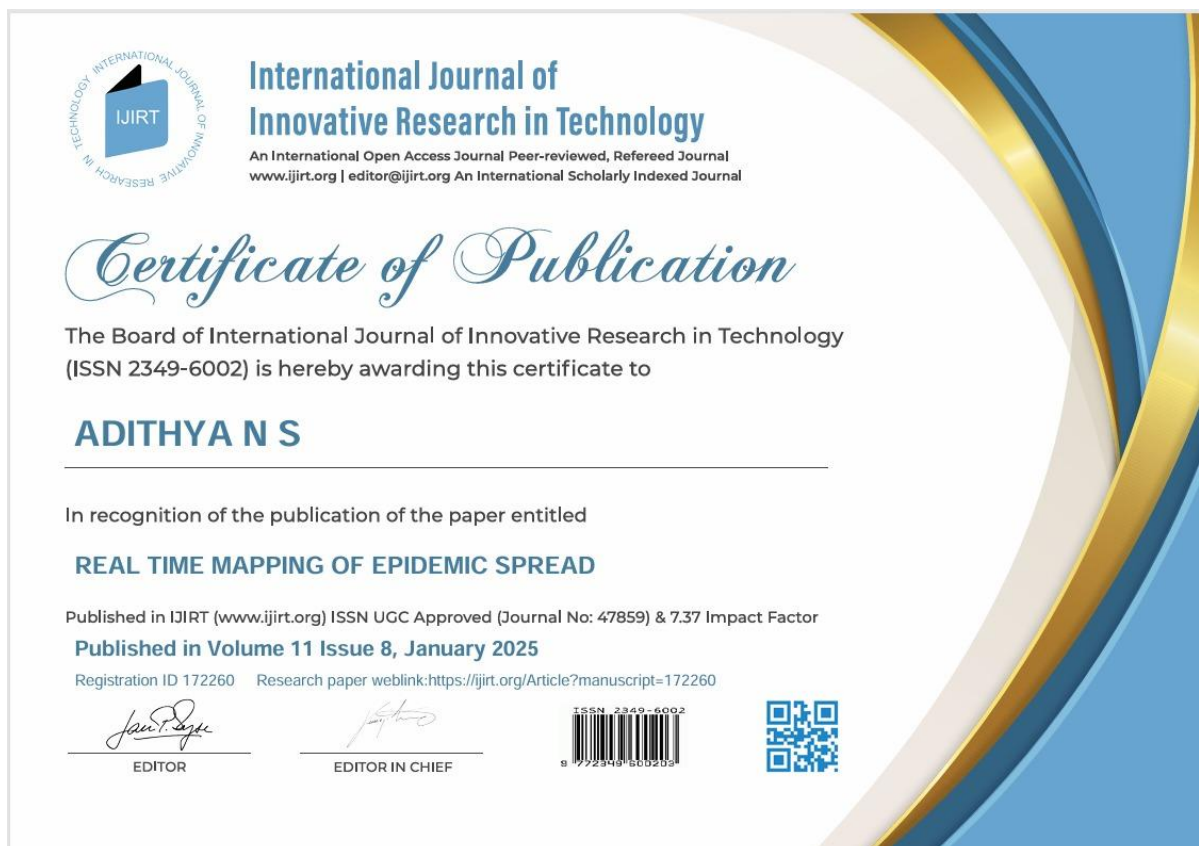 INTERNATIONAL JOURNAL OF INNOVATIVE RESEARCH IN TECHNOLOGY
IJIRT
International Journal of
Innovative Research in Technology
An International Open Access Journal Peer-reviewed, Refereed Journal
www.ijirt.org | editor@ijirt.org An International Scholarly Indexed Journal
Certificate of Publication
The Board of International Journal of Innovative Research in Technology
(ISSN 2349-6002) is hereby awarding this certificate to
ADITHYA N S
In recognition of the publication of the paper entitled
REAL TIME MAPPING OF EPIDEMIC SPREAD
Published in IJIRT (www.ijirt.org) ISSN UGC Approved (Journal No: 47859) & 7.37 Impact Factor
Published in Volume 11 Issue 8, January 2025
Registration ID 172260 Research paper weblink:https://ijirt.org/Article?manuscript=172260
EDITOR
EDITOR IN CHIEF
ISSN 2349-6002
9 772349 600203